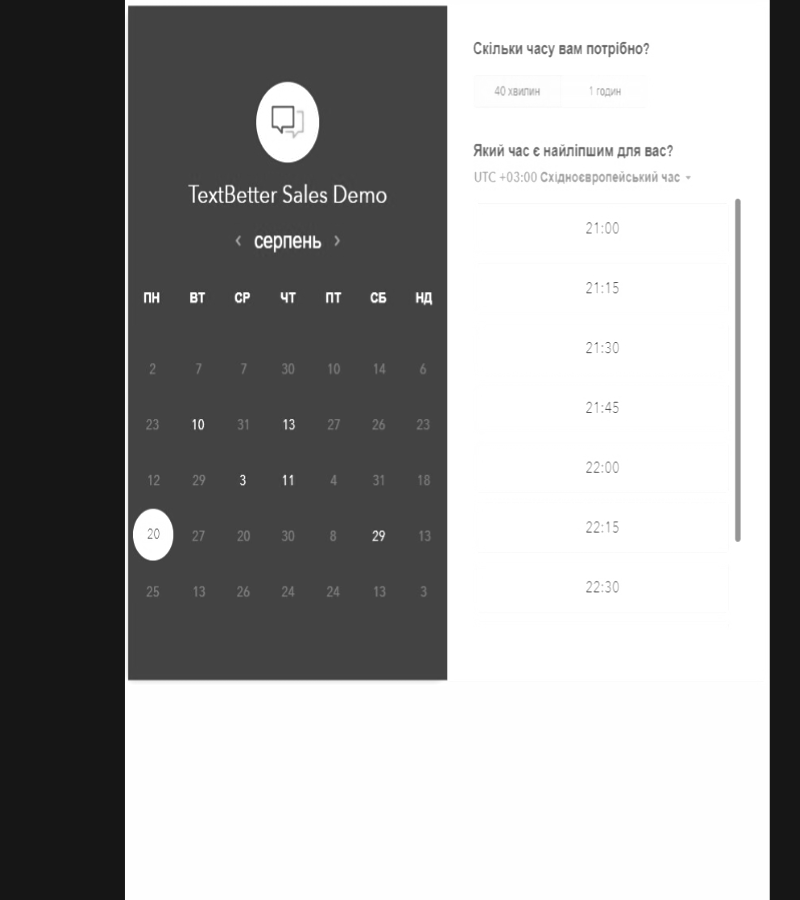 TextBetter Sales Demo
‹ серпень ›
ПН ВТ СР ЧТ ПТ СБ НД
2 7 7 30 10 14 6
23 10 31 13 27 26 23
12 29 3 11 4 31 18
20 27 20 30 8 29 13
25 13 26 24 24 13 3
Скільки часу вам потрібно?
40 хвилин 1 годин
Який час є найліпшим для вас?
UTC +03:00 Східноєвропейський час
21:00
21:15
21:30
21:45
22:00
22:15
22:30